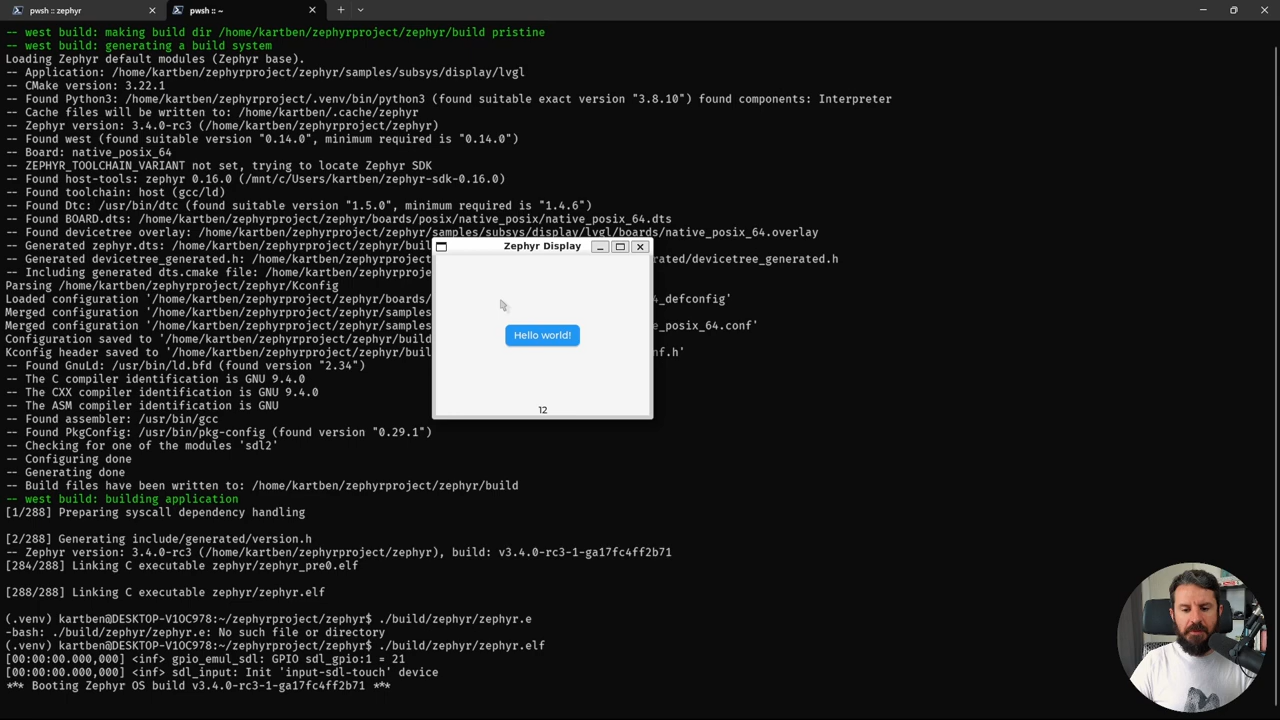 pwsh :: zephyr
pwsh :: ~
-- west build: making build dir /home/kartben/zephyrproject/zephyr/build pristine
-- west build: generating a build system
Loading Zephyr default modules (Zephyr base).
-- Application: /home/kartben/zephyrproject/zephyr/samples/subsys/display/lvgl
-- CMake version: 3.22.1
-- Found Python3: /home/kartben/zephyrproject/.venv/bin/python3 (found suitable exact version "3.8.10") found components: Interpreter
-- Cache files will be written to: /home/kartben/.cache/zephyr
-- Zephyr version: 3.4.0-rc3 (/home/kartben/zephyrproject/zephyr)
-- Found west (found suitable version "0.14.0", minimum required is "0.14.0")
-- Board: native_posix_64
-- ZEPHYR_TOOLCHAIN_VARIANT not set, trying to locate Zephyr SDK
-- Found host-tools: zephyr 0.16.0 (/mnt/c/Users/kartben/zephyr-sdk-0.16.0)
-- Found toolchain: host (gcc/ld)
-- Found Dtc: /usr/bin/dtc (found suitable version "1.5.0", minimum required is "1.4.6")
-- Found BOARD.dts: /home/kartben/zephyrproject/zephyr/boards/posix/native_posix/native_posix_64.dts
-- Found devicetree overlay: /home/kartben/zephyrproject/zephyr/samples/subsys/display/lvgl/boards/native_posix_64.overlay
-- Generated zephyr.dts: /home/kartben/zephyrproject/zephyr/buil
-- Generated devicetree_generated.h: /home/kartben/zephyrproject erated/devicetree_generated.h
-- Including generated dts.cmake file: /home/kartben/zephyrproje
Parsing /home/kartben/zephyrproject/zephyr/Kconfig
Loaded configuration '/home/kartben/zephyrproject/zephyr/boards/ 4_defconfig'
Merged configuration '/home/kartben/zephyrproject/zephyr/samples
Merged configuration '/home/kartben/zephyrproject/zephyr/samples e_posix_64.conf'
Configuration saved to '/home/kartben/zephyrproject/zephyr/build
Kconfig header saved to '/home/kartben/zephyrproject/zephyr/buil nf.h'
-- Found GnuLd: /usr/bin/ld.bfd (found version "2.34")
-- The C compiler identification is GNU 9.4.0
-- The CXX compiler identification is GNU 9.4.0
-- The ASM compiler identification is GNU
-- Found assembler: /usr/bin/gcc
-- Found PkgConfig: /usr/bin/pkg-config (found version "0.29.1")
-- Checking for one of the modules 'sdl2'
-- Configuring done
-- Generating done
-- Build files have been written to: /home/kartben/zephyrproject/zephyr/build
-- west build: building application
[1/288] Preparing syscall dependency handling
[2/288] Generating include/generated/version.h
-- Zephyr version: 3.4.0-rc3 (/home/kartben/zephyrproject/zephyr), build: v3.4.0-rc3-1-ga17fc4ff2b71
[284/288] Linking C executable zephyr/zephyr_pre0.elf
[288/288] Linking C executable zephyr/zephyr.elf
(.venv) kartben@DESKTOP-V1OC978:~/zephyrproject/zephyr$ ./build/zephyr/zephyr.e
-bash: ./build/zephyr/zephyr.e: No such file or directory
(.venv) kartben@DESKTOP-V1OC978:~/zephyrproject/zephyr$ ./build/zephyr/zephyr.elf
[00:00:00.000,000] <inf> gpio_emul_sdl: GPIO sdl_gpio:1 = 21
[00:00:00.000,000] <inf> sdl_input: Init 'input-sdl-touch' device
*** Booting Zephyr OS build v3.4.0-rc3-1-ga17fc4ff2b71 ***
Zephyr Display
Hello world!
12